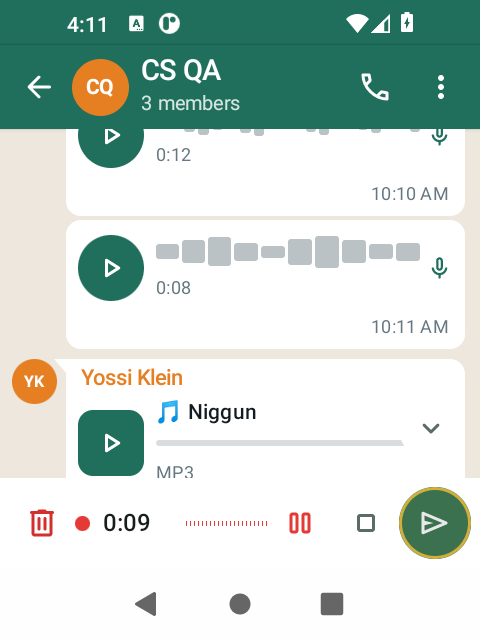 4:11
A
CQ
CS QA
3 members
0:12
10:10 AM
0:08
10:11 AM
YK
Yossi Klein
🎵 Niggun
MP3
0:09